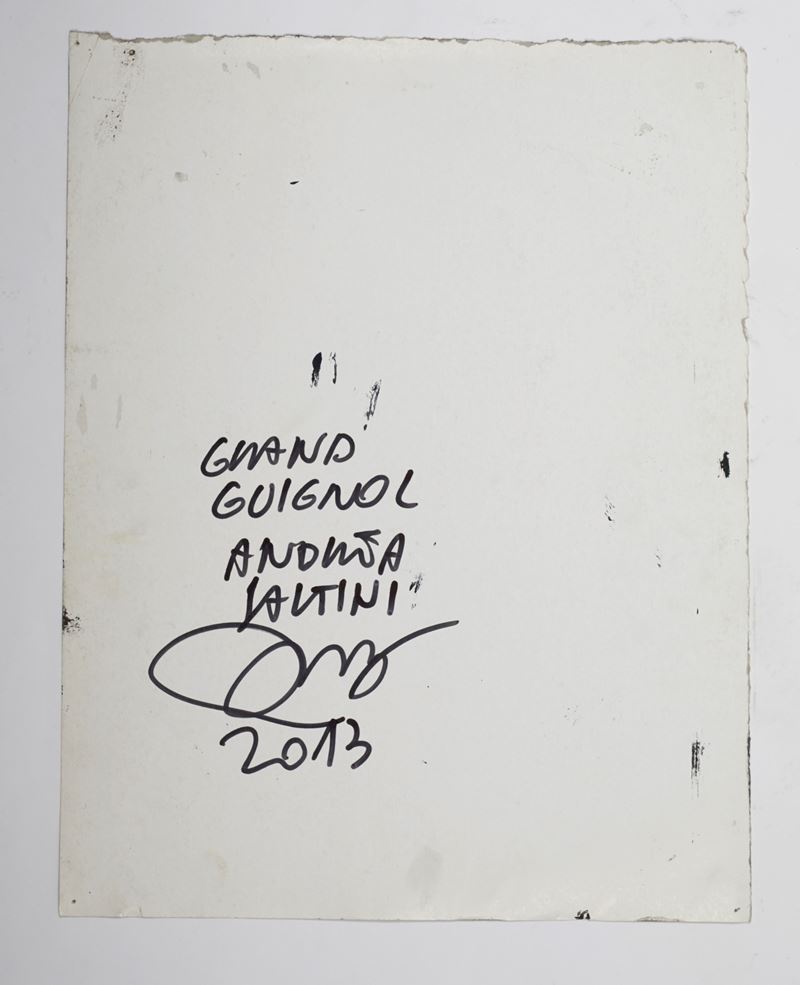 GRAND
GUIGNOL
ANDREA
SALTINI
2013